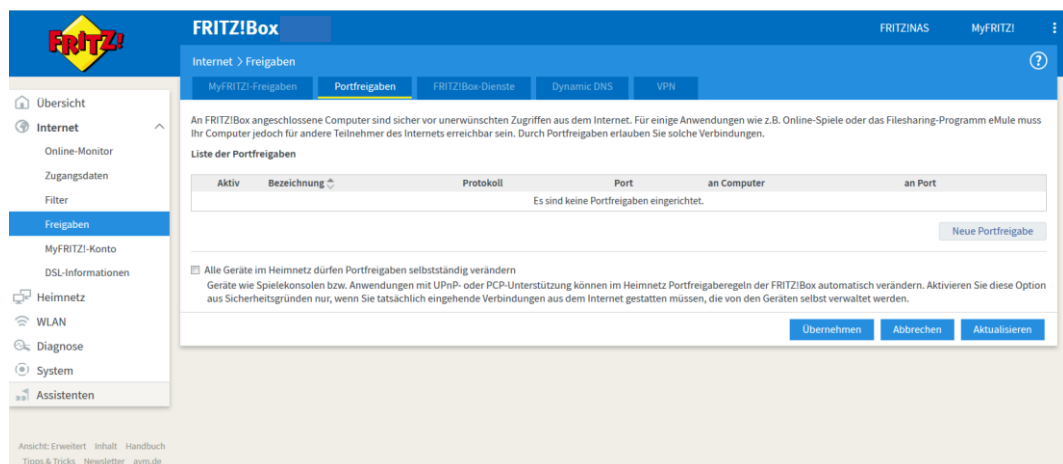 FRITZ!
FRITZ!Box
FRITZ!NAS
MyFRITZ!
Internet > Freigaben
MyFRITZ!-Freigaben
Portfreigaben
FRITZ!Box-Dienste
Dynamic DNS
VPN
Übersicht
Internet
Online-Monitor
Zugangsdaten
Filter
Freigaben
MyFRITZ!-Konto
DSL-Informationen
Heimnetz
WLAN
Diagnose
System
Assistenten
Ansicht: Erweitert Inhalt Handbuch
Tipps & Tricks Newsletter avm.de
An FRITZ!Box angeschlossene Computer sind sicher vor unerwünschten Zugriffen aus dem Internet. Für einige Anwendungen wie z.B. Online-Spiele oder das Filesharing-Programm eMule muss
Ihr Computer jedoch für andere Teilnehmer des Internets erreichbar sein. Durch Portfreigaben erlauben Sie solche Verbindungen.
Liste der Portfreigaben
Aktiv Bezeichnung Protokoll Port an Computer an Port
Es sind keine Portfreigaben eingerichtet.
Neue Portfreigabe
Alle Geräte im Heimnetz dürfen Portfreigaben selbstständig verändern
Geräte wie Spielekonsolen bzw. Anwendungen mit UPnP- oder PCP-Unterstützung können im Heimnetz Portfreigaberegeln der FRITZ!Box automatisch verändern. Aktivieren Sie diese Option
aus Sicherheitsgründen nur, wenn Sie tatsächlich eingehende Verbindungen aus dem Internet gestatten müssen, die von den Geräten selbst verwaltet werden.
Übernehmen
Abbrechen
Aktualisieren